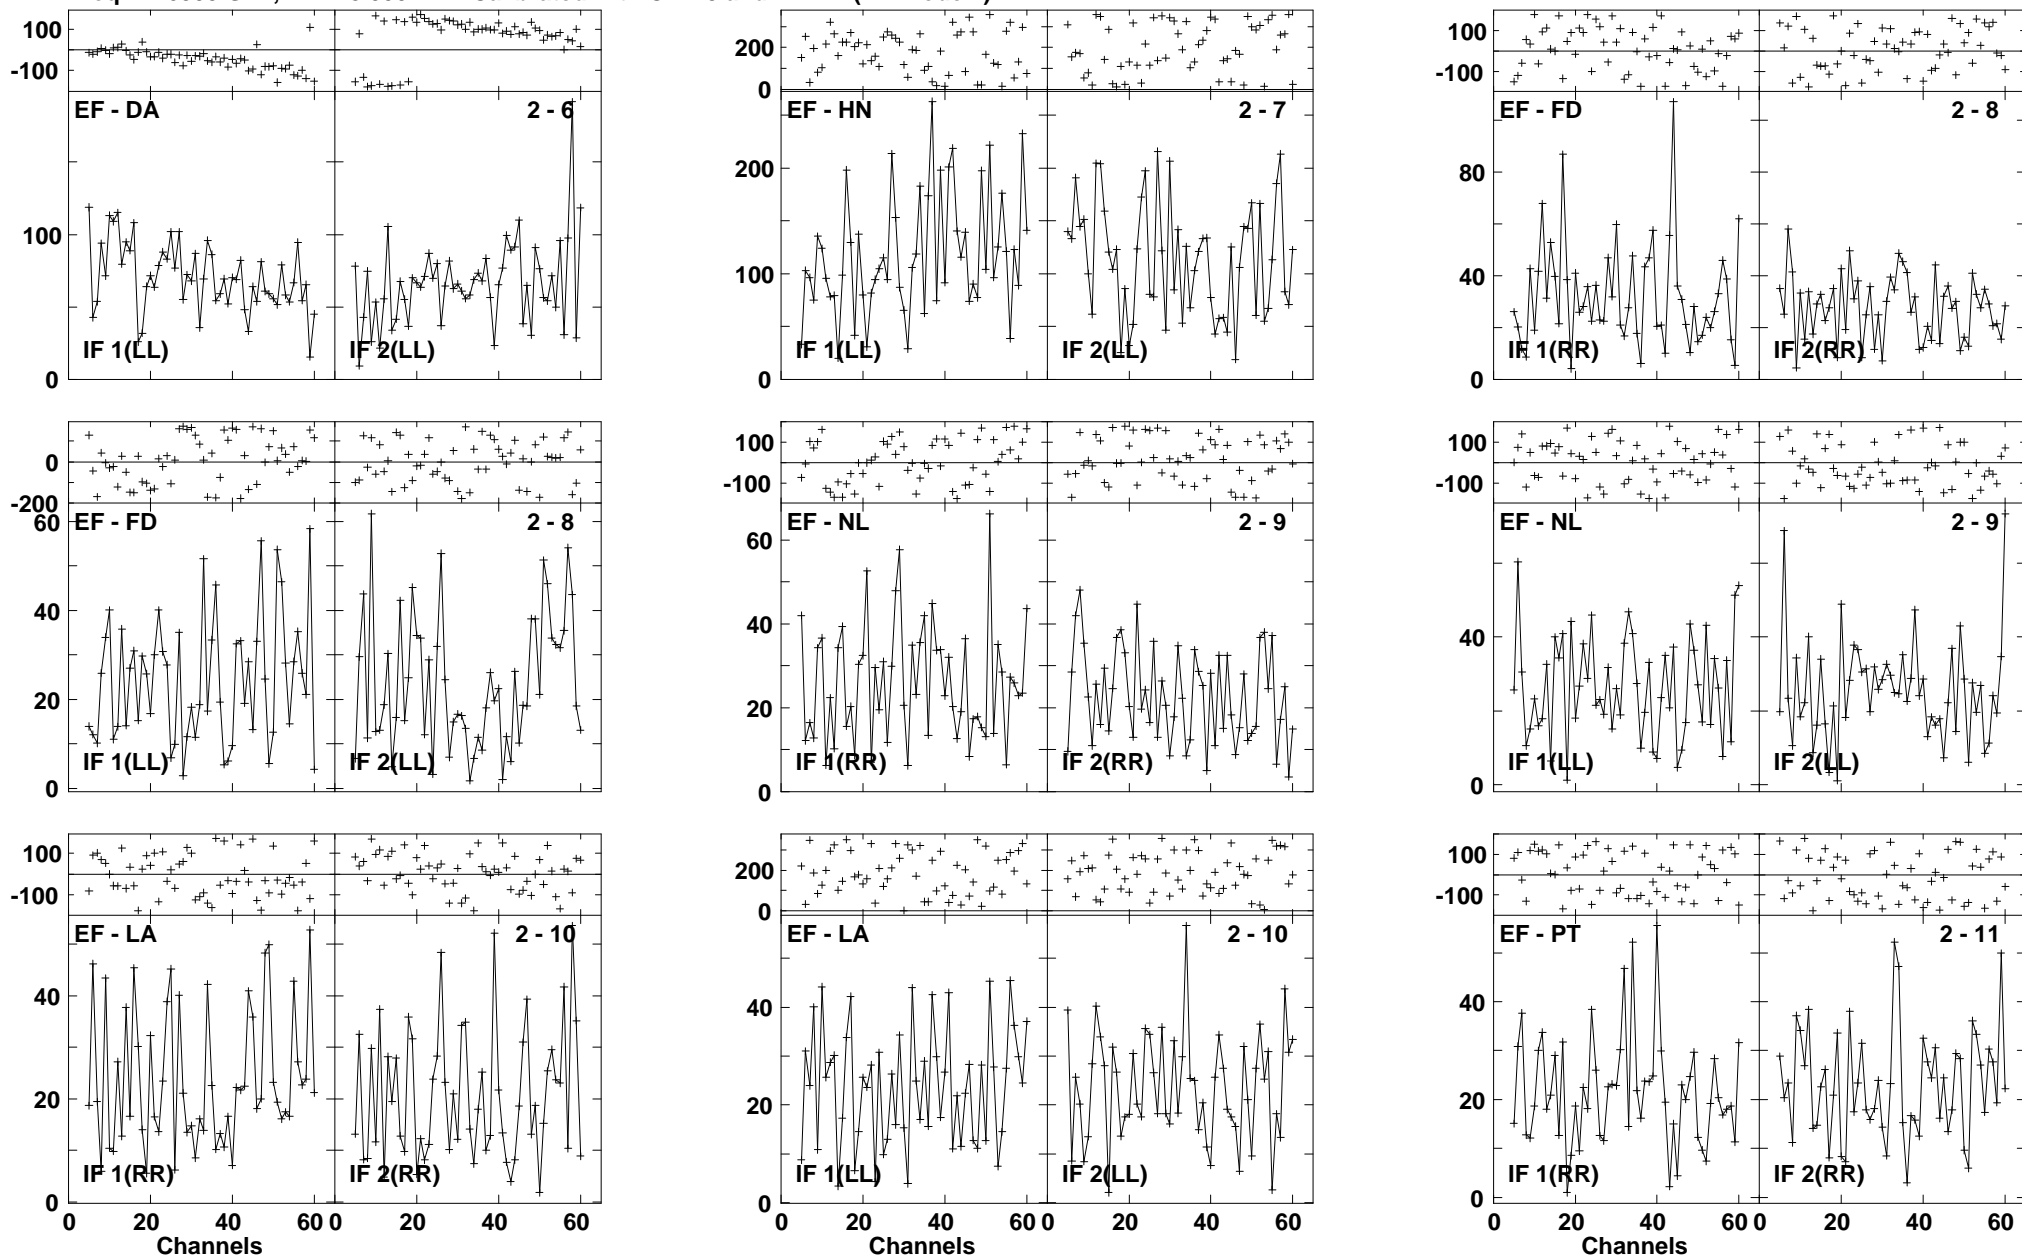 100
-100
EF - DA
2 - 6
100
0
IF 1(LL)
IF 2(LL)
200
0
EF - HN
2 - 7
200
100
0
IF 1(LL)
IF 2(LL)
100
-100
EF - FD
2 - 8
80
40
0
IF 1(RR)
IF 2(RR)
0
-200
EF - FD
2 - 8
60
40
20
0
IF 1(LL)
IF 2(LL)
100
-100
EF - NL
2 - 9
60
40
20
0
IF 1(RR)
IF 2(RR)
100
-100
EF - NL
2 - 9
40
0
IF 1(LL)
IF 2(LL)
100
-100
EF - LA
2 - 10
40
20
0
IF 1(RR)
IF 2(RR)
0 20 40 60 0 20 40 60
Channels
200
0
EF - LA
2 - 10
40
20
0
IF 1(LL)
IF 2(LL)
0 20 40 60 0 20 40 60
Channels
100
-100
EF - PT
2 - 11
40
20
0
IF 1(RR)
IF 2(RR)
0 20 40 60 0 20 40 60
Channels